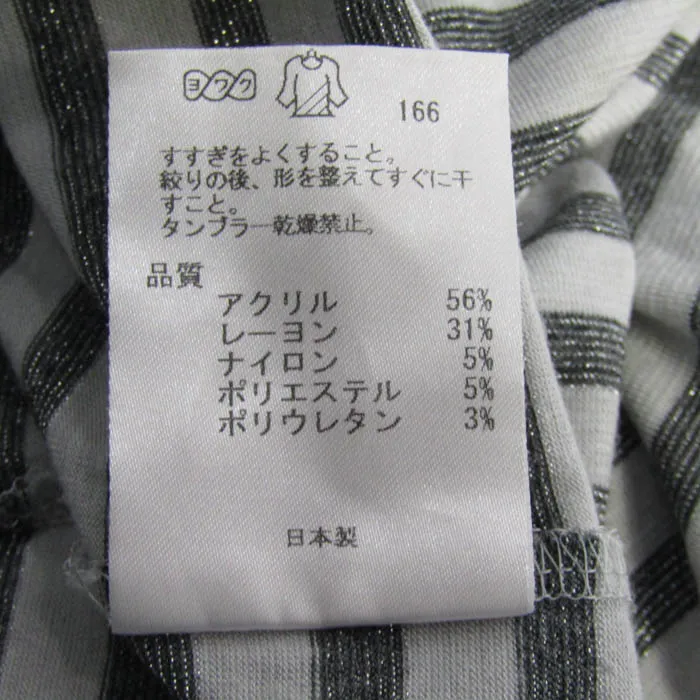 ヨワク
166
すすぎをよくすること。
絞りの後、形を整えてすぐに干
すこと。
タンブラー乾燥禁止。
品質
アクリル 56%
レーヨン 31%
ナイロン 5%
ポリエステル 5%
ポリウレタン 3%
日本製